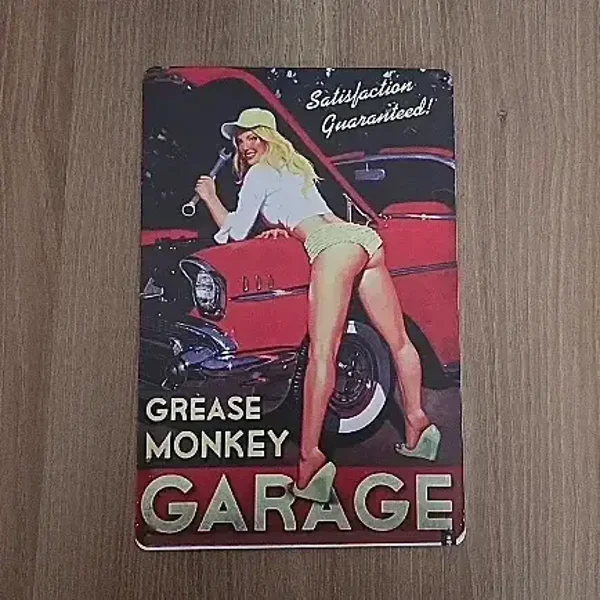 Satisfaction
Guaranteed!
GREASE
MONKEY
GARAGE